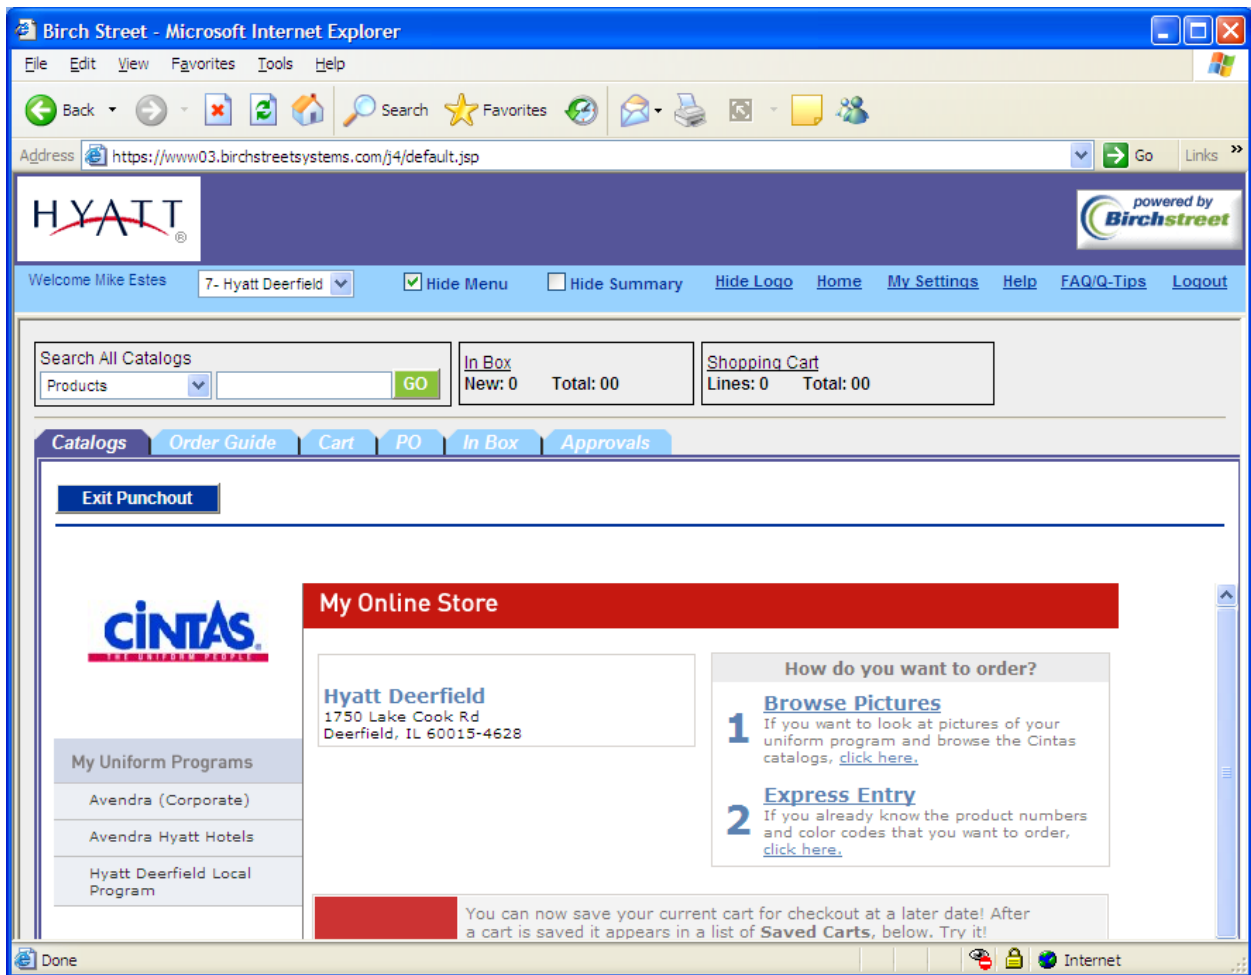 Birch Street - Microsoft Internet Explorer
File Edit View Favorites Tools Help
Back Search Favorites
Address https://www03.birchstreetsystems.com/j4/default.jsp Go Links »
HYATT ®
powered by
Birchstreet
Welcome Mike Estes 7- Hyatt Deerfield Hide Menu Hide Summary Hide Logo Home My Settings Help FAQ/Q-Tips Logout
Search All Catalogs
Products GO
In Box
New: 0 Total: 00
Shopping Cart
Lines: 0 Total: 00
Catalogs Order Guide Cart PO In Box Approvals
Exit Punchout
CINTAS.
THE UNIFORM PEOPLE
My Uniform Programs
Avendra (Corporate)
Avendra Hyatt Hotels
Hyatt Deerfield Local
Program
My Online Store
Hyatt Deerfield
1750 Lake Cook Rd
Deerfield, IL 60015-4628
How do you want to order?
1 Browse Pictures
If you want to look at pictures of your
uniform program and browse the Cintas
catalogs, click here.
2 Express Entry
If you already know the product numbers
and color codes that you want to order,
click here.
You can now save your current cart for checkout at a later date! After
a cart is saved it appears in a list of Saved Carts, below. Try it!
Done Internet